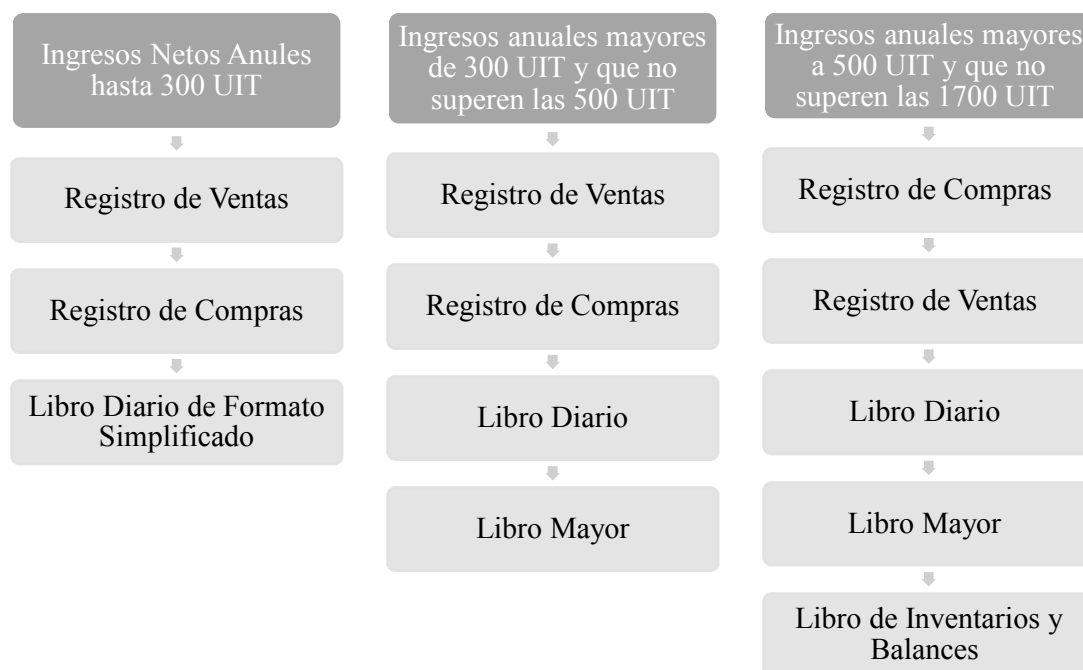 Ingresos Netos Anules
hasta 300 UIT
Registro de Ventas
Registro de Compras
Libro Diario de Formato
Simplificado
Ingresos anuales mayores
de 300 UIT y que no
superen las 500 UIT
Registro de Ventas
Registro de Compras
Libro Diario
Libro Mayor
Ingresos anuales mayores
a 500 UIT y que no
superen las 1700 UIT
Registro de Compras
Registro de Ventas
Libro Diario
Libro Mayor
Libro de Inventarios y
Balances